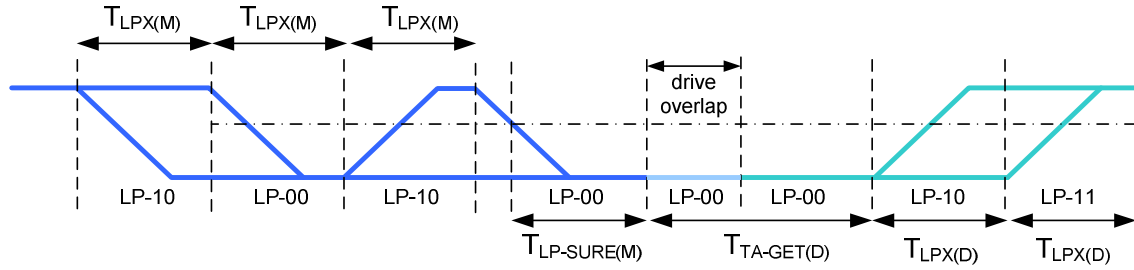 TLPX(M) TLPX(M) TLPX(M)
drive
overlap
LP-10 LP-00 LP-10 LP-00 LP-00 LP-00 LP-10 LP-11
TLP-SURE(M) TTA-GET(D) TLPX(D) TLPX(D)